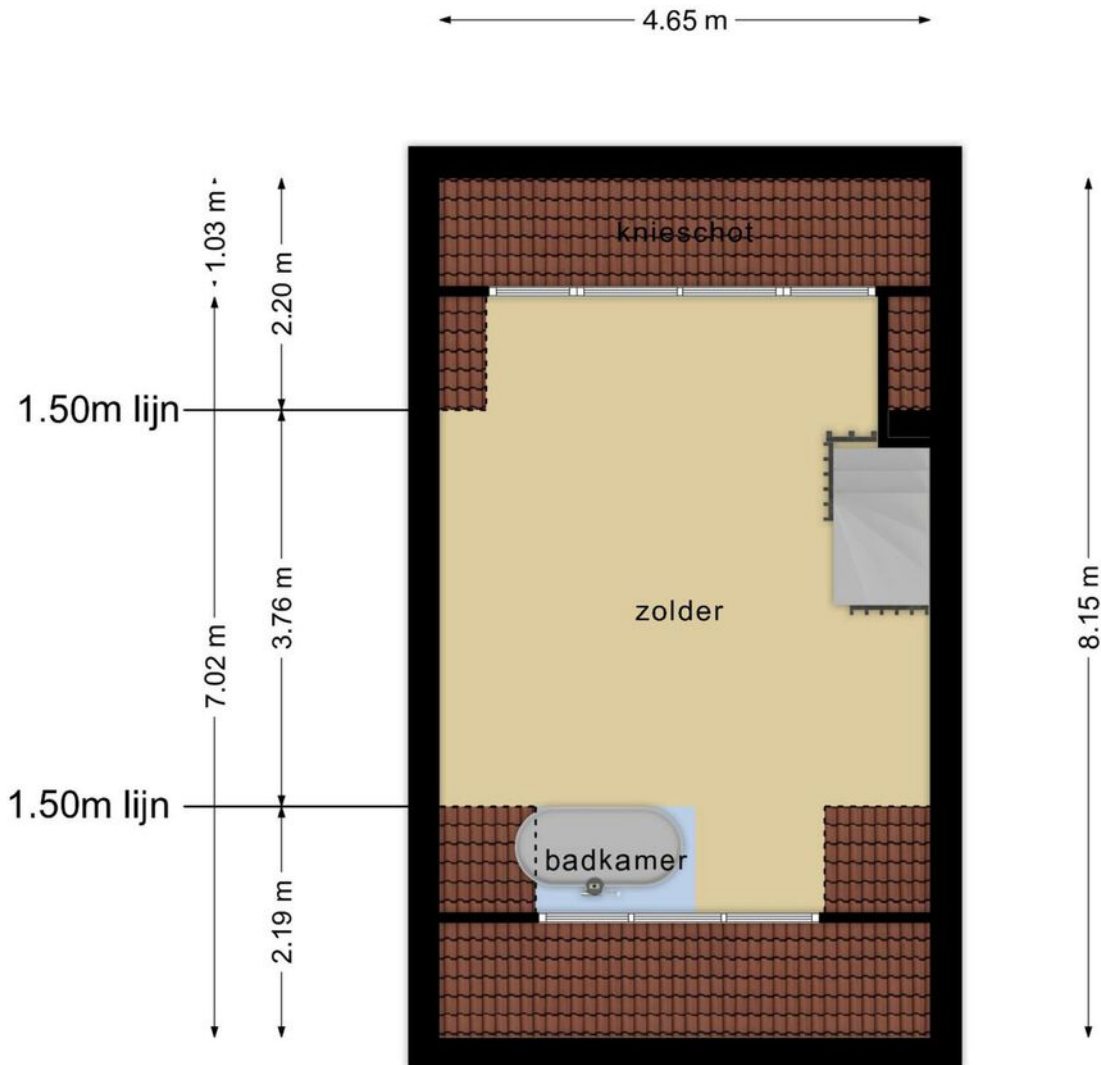 4.65 m
1.03 m
2.20 m
knieschot
1.50m lijn
3.76 m
7.02 m
zolder
8.15 m
1.50m lijn
badkamer
2.19 m